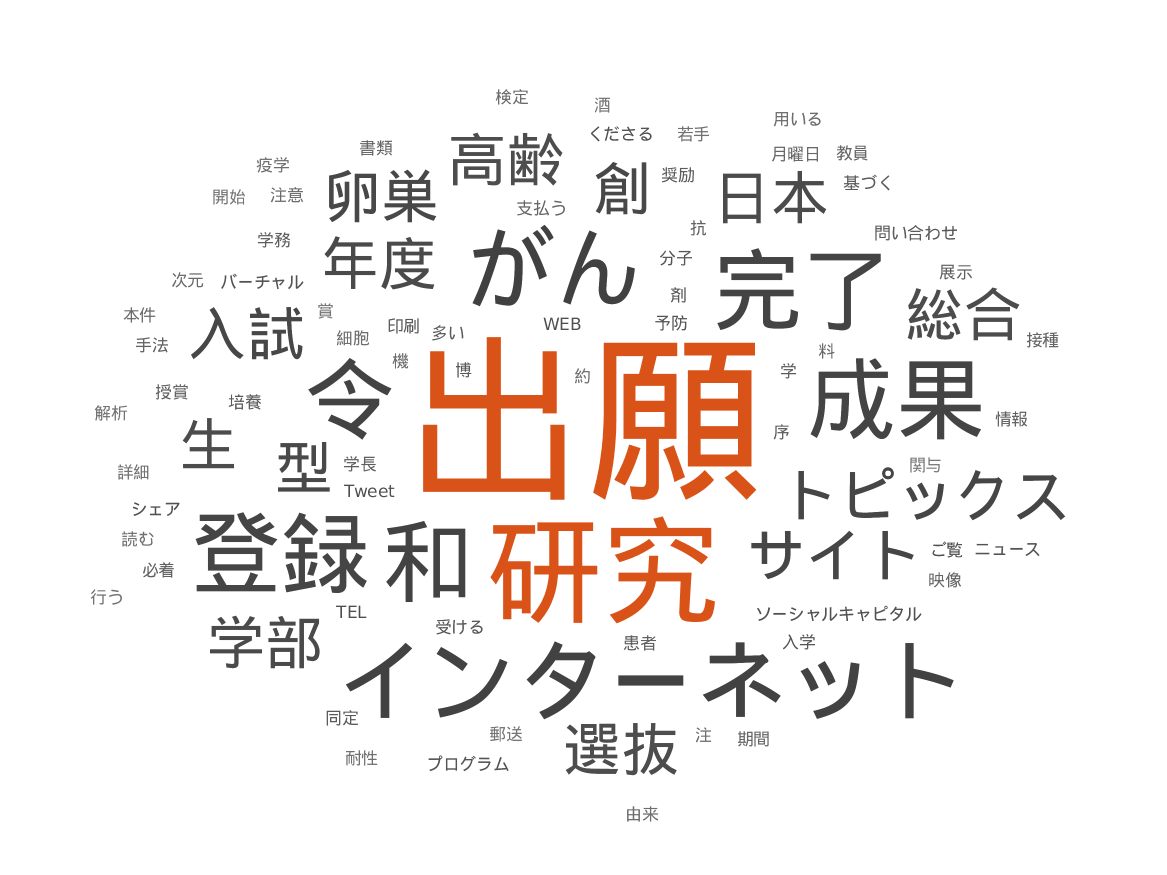 検定
酒
用いる
くださる
若手
書類
高齢
月曜日
教員
疫学
奨励
創
日本
基づく
開始
注意
卵巣
支払う
学務
抗
問い合わせ
年度
がん
分子
完了
展示
次元
バーチャル
剤
総合
本件
賞
入試
印刷
多い
WEB
予防
細胞
接種
手法
機
博
約
料
学
授賞
培養
令
出願
成果
解析
序
情報
生
型
学長
関与
詳細
Tweet
トピックス
シェア
読む
登録
和
研究
サイト
ご覧
ニュース
必着
映像
行う
TEL
ソーシャルキャピタル
学部
受ける
患者
入学
インターネット
同定
郵送
選抜
注
期間
耐性
プログラム
由来